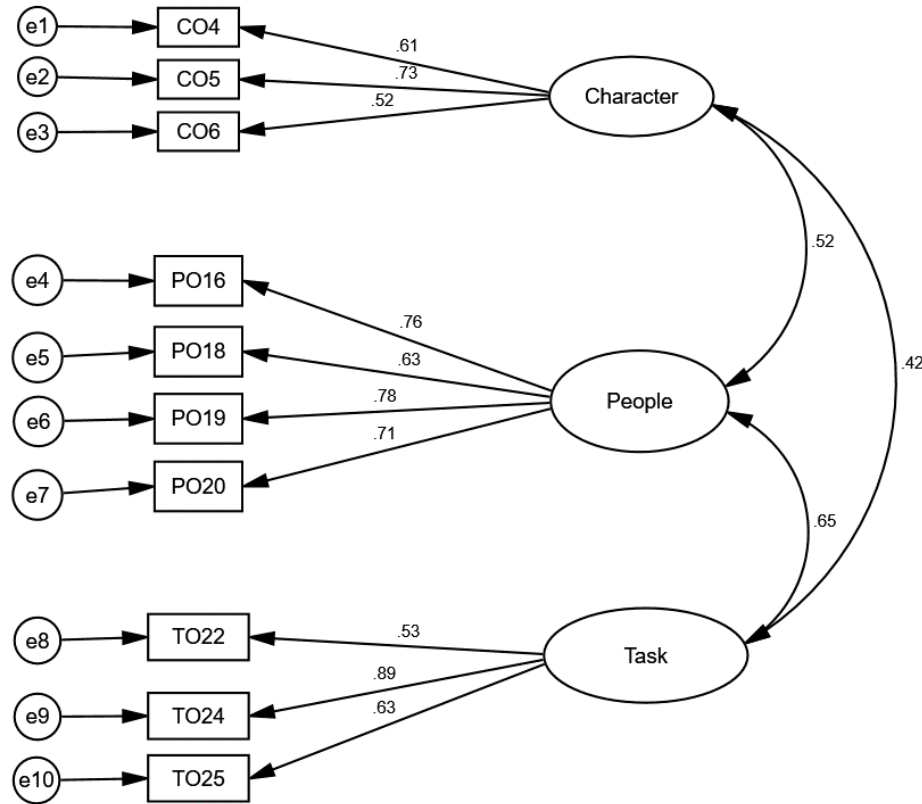 e1
CO4
.61
e2
CO5
.73
Character
e3
CO6
.52
.52
e4
PO16
.76
e5
PO18
.63
.42
e6
PO19
.78
People
e7
PO20
.71
.65
e8
TO22
.53
Task
e9
TO24
.89
.63
e10
TO25